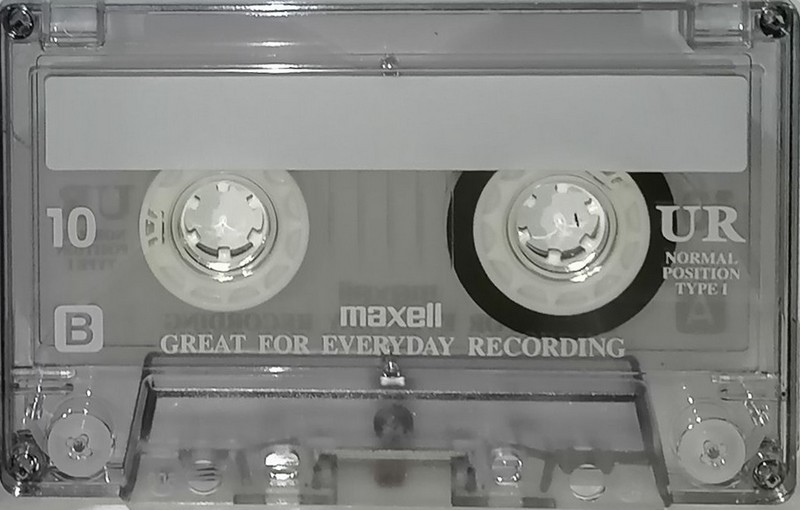 10
UR
NORMAL
POSITION
TYPE I
B
maxell
GREAT FOR EVERYDAY RECORDING